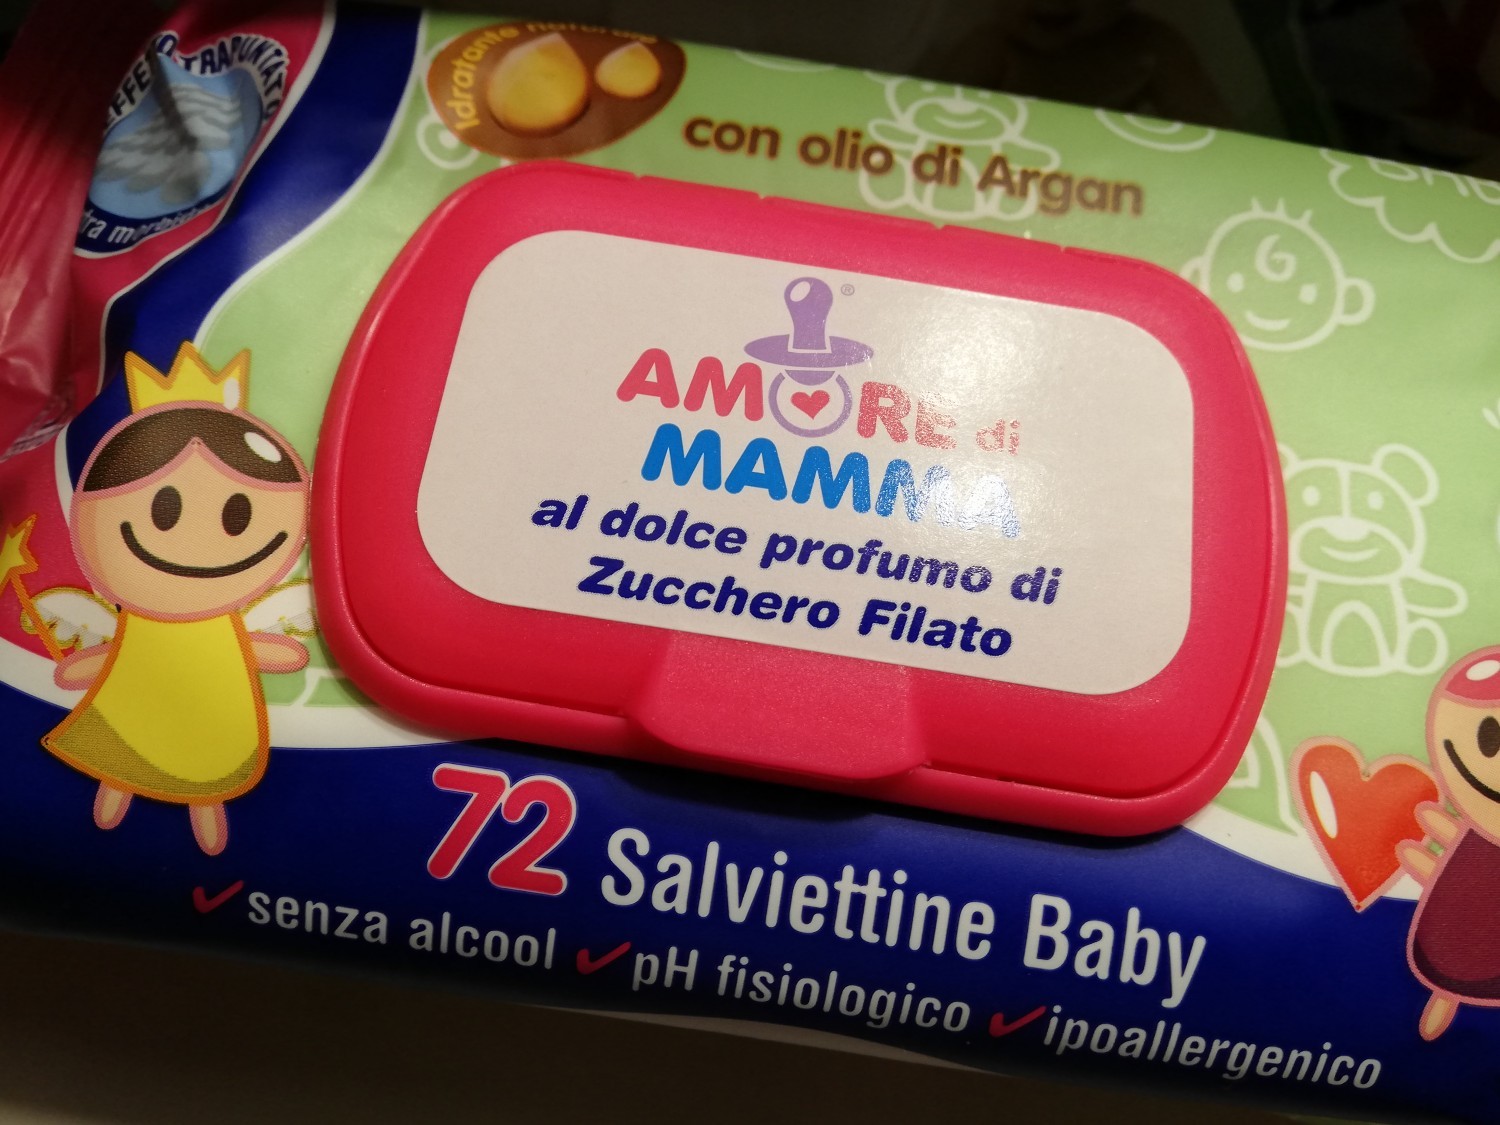 TRAPUNTATO
Idratante naturale
con olio di Argan
AMORE di
MAMMA
®
al dolce profumo di
Zucchero Filato
72 Salviettine Baby
senza alcool pH fisiologico ipoallergenico